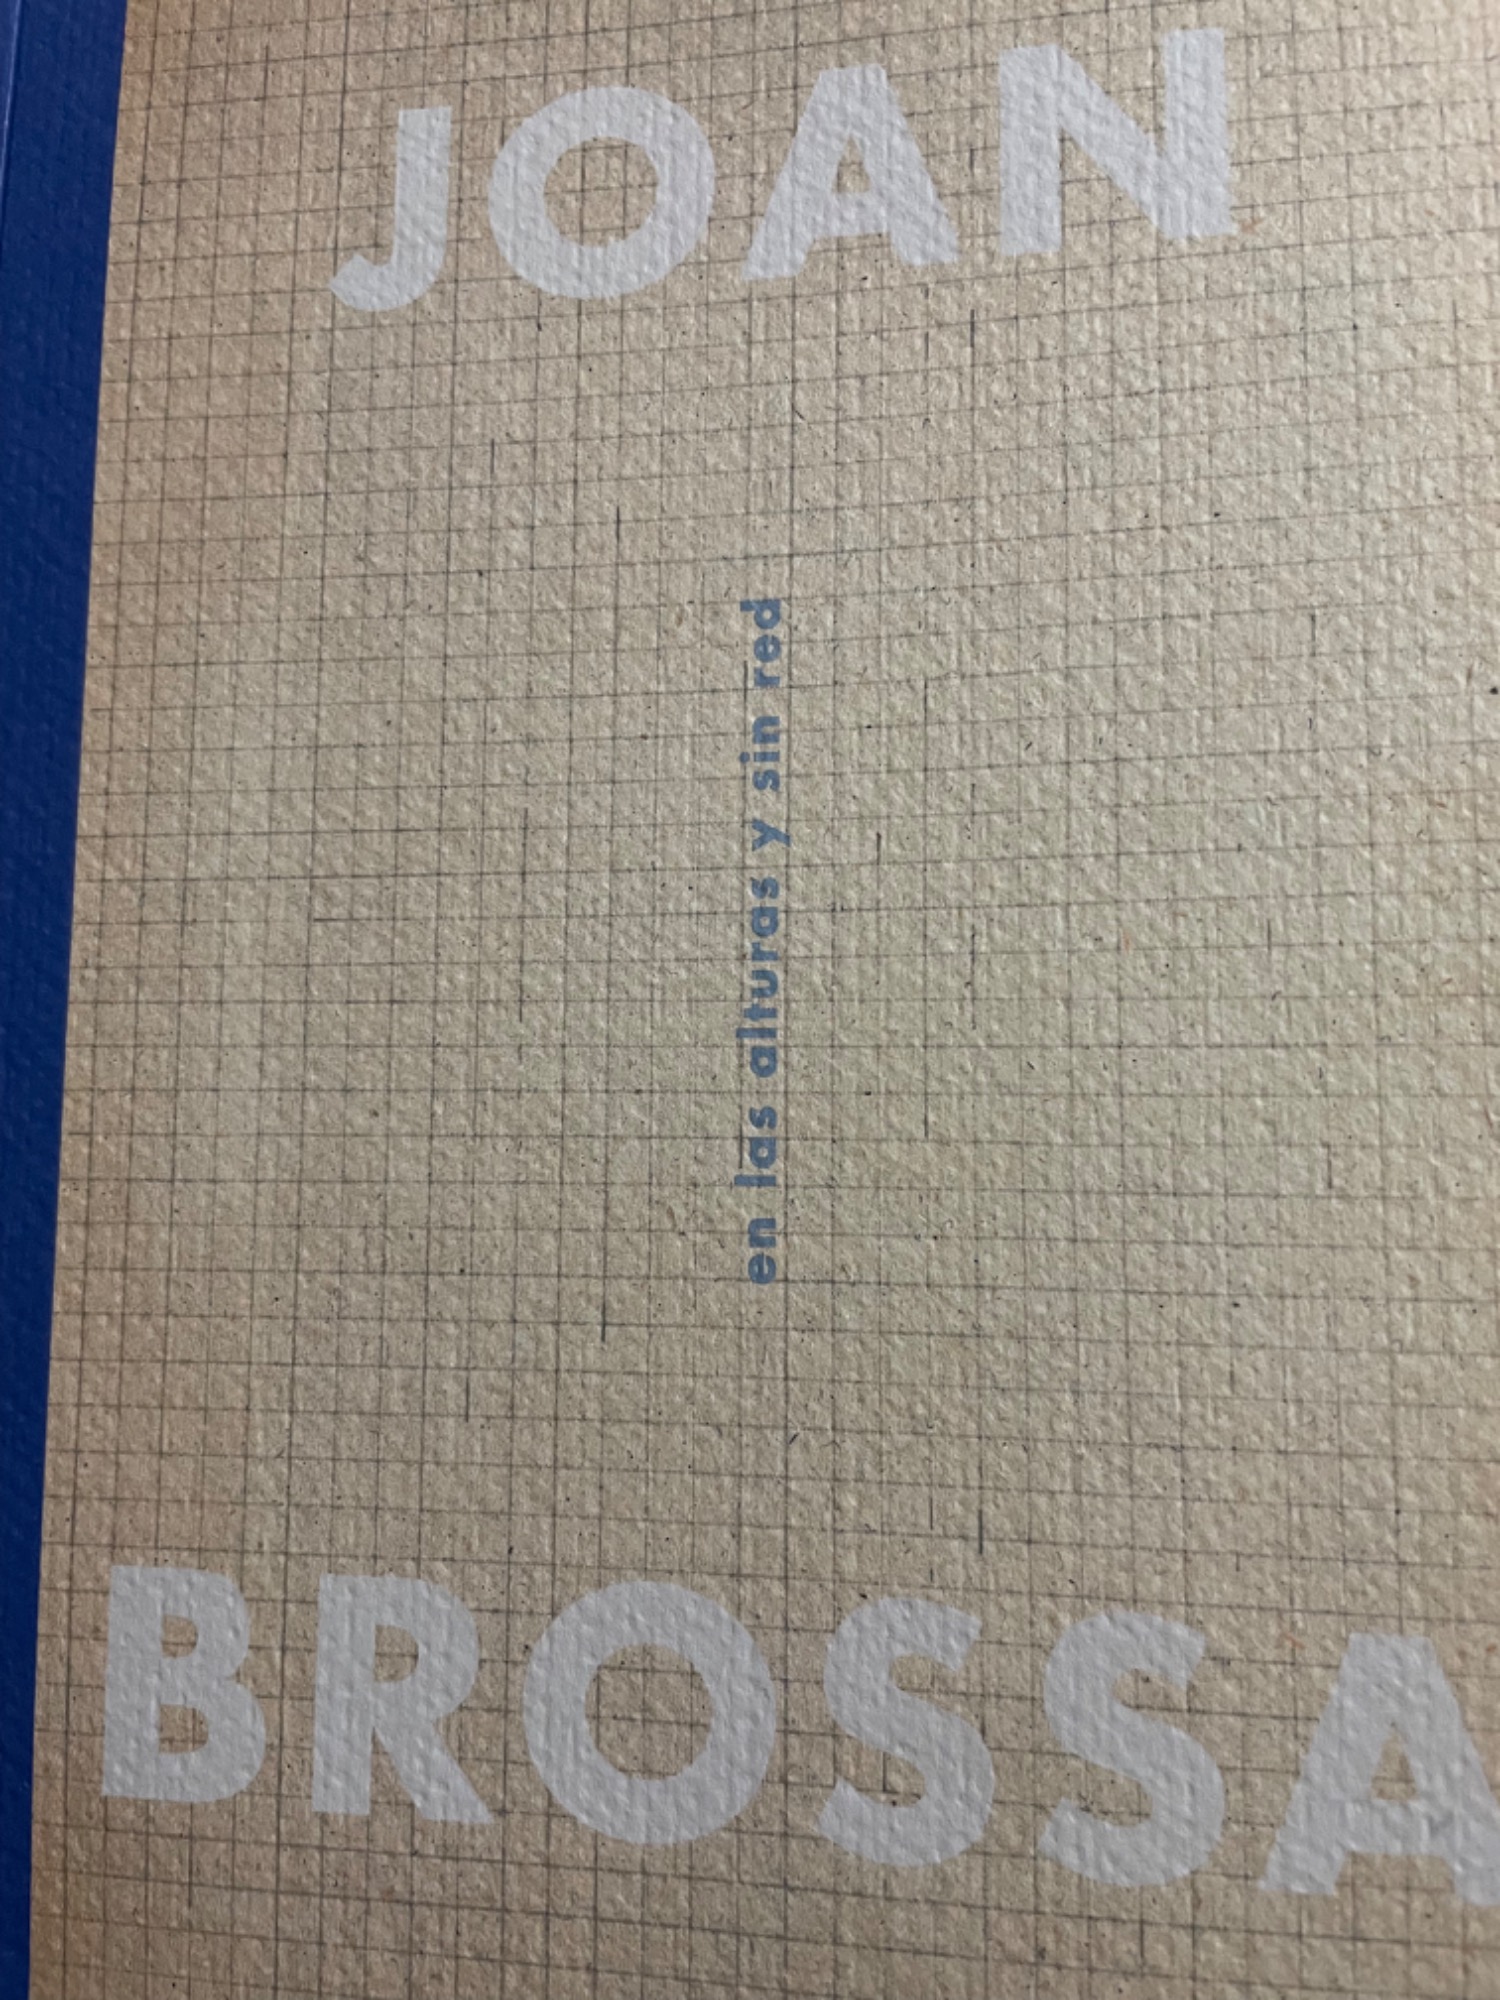 JOAN
en las alturas y sin red
BROSSA